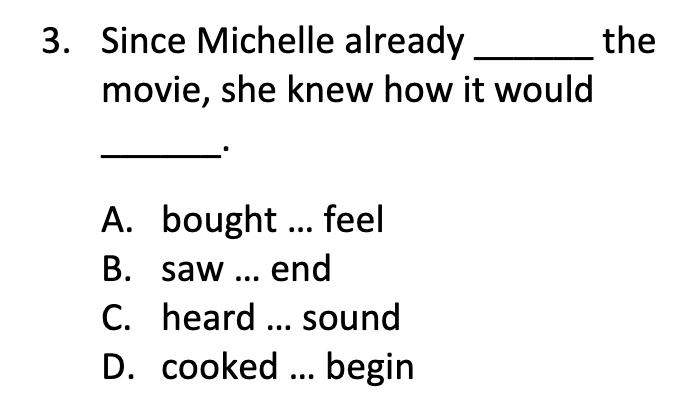 3. Since Michelle already ______ the
movie, she knew how it would
______.
A. bought ... feel
B. saw ... end
C. heard ... sound
D. cooked ... begin